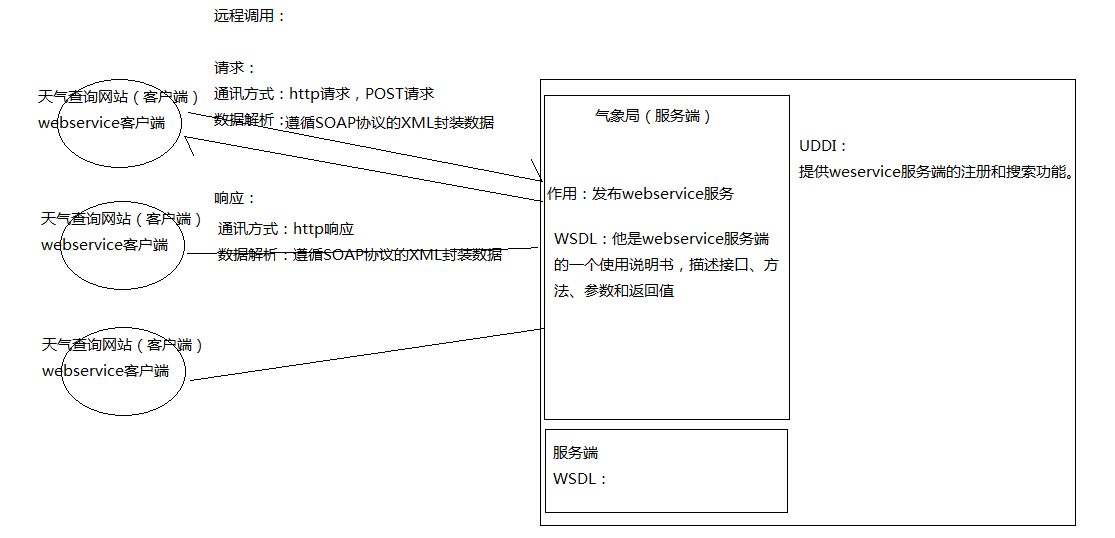 远程调用：
请求：
通讯方式：http请求，POST请求
数据解析：遵循SOAP协议的XML封装数据
天气查询网站（客户端）
webservice客户端
响应：
通讯方式：http响应
数据解析：遵循SOAP协议的XML封装数据
天气查询网站（客户端）
webservice客户端
天气查询网站（客户端）
webservice客户端
气象局（服务端）
作用：发布webservice服务
WSDL：他是webservice服务端
的一个使用说明书，描述接口、方
法、参数和返回值
服务端
WSDL：
UDDI：
提供weservice服务端的注册和搜索功能。